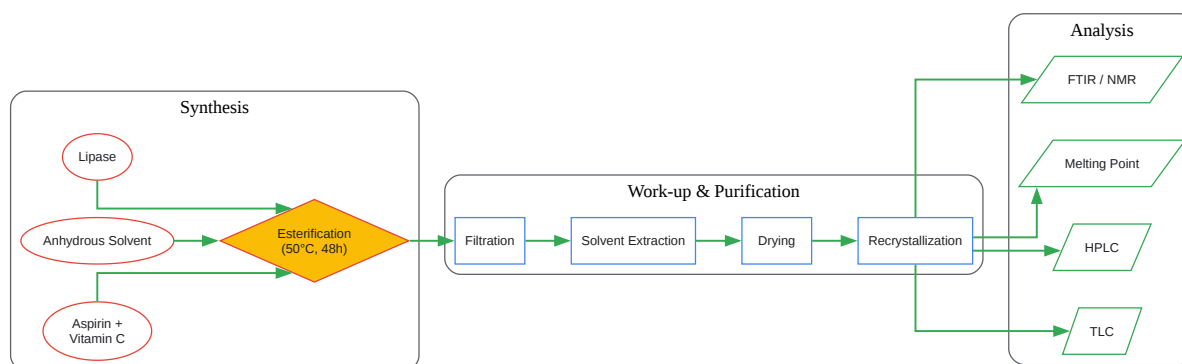 Synthesis
Lipase
Anhydrous Solvent
Aspirin +
Vitamin C
Esterification
(50°C, 48h)
Work-up & Purification
Filtration
Solvent Extraction
Drying
Recrystallization
Analysis
FTIR / NMR
Melting Point
HPLC
TLC